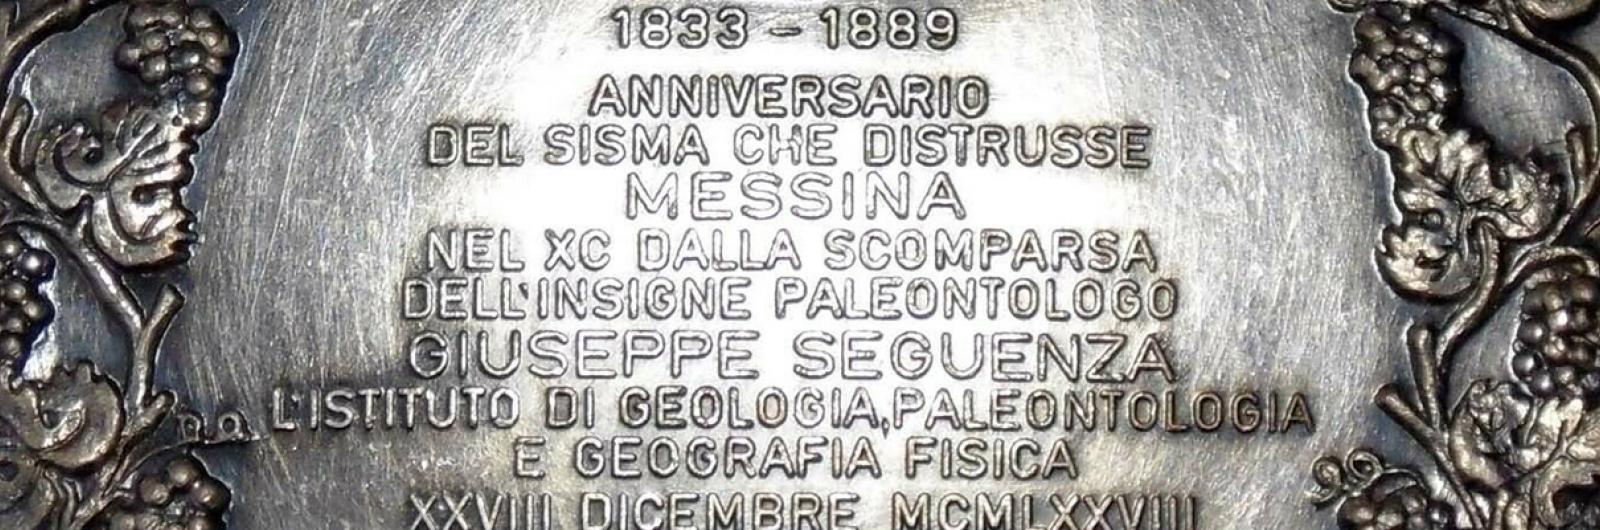 1833 - 1889
ANNIVERSARIO
DEL SISMA CHE DISTRUSSE
MESSINA
NEL XC DALLA SCOMPARSA
DELL'INSIGNE PALEONTOLOGO
GIUSEPPE SEGUENZA
L'ISTITUTO DI GEOLOGIA,PALEONTOLOGIA
E GEOGRAFIA FISICA
XXVIII DICEMBRE MCMLXXVIII